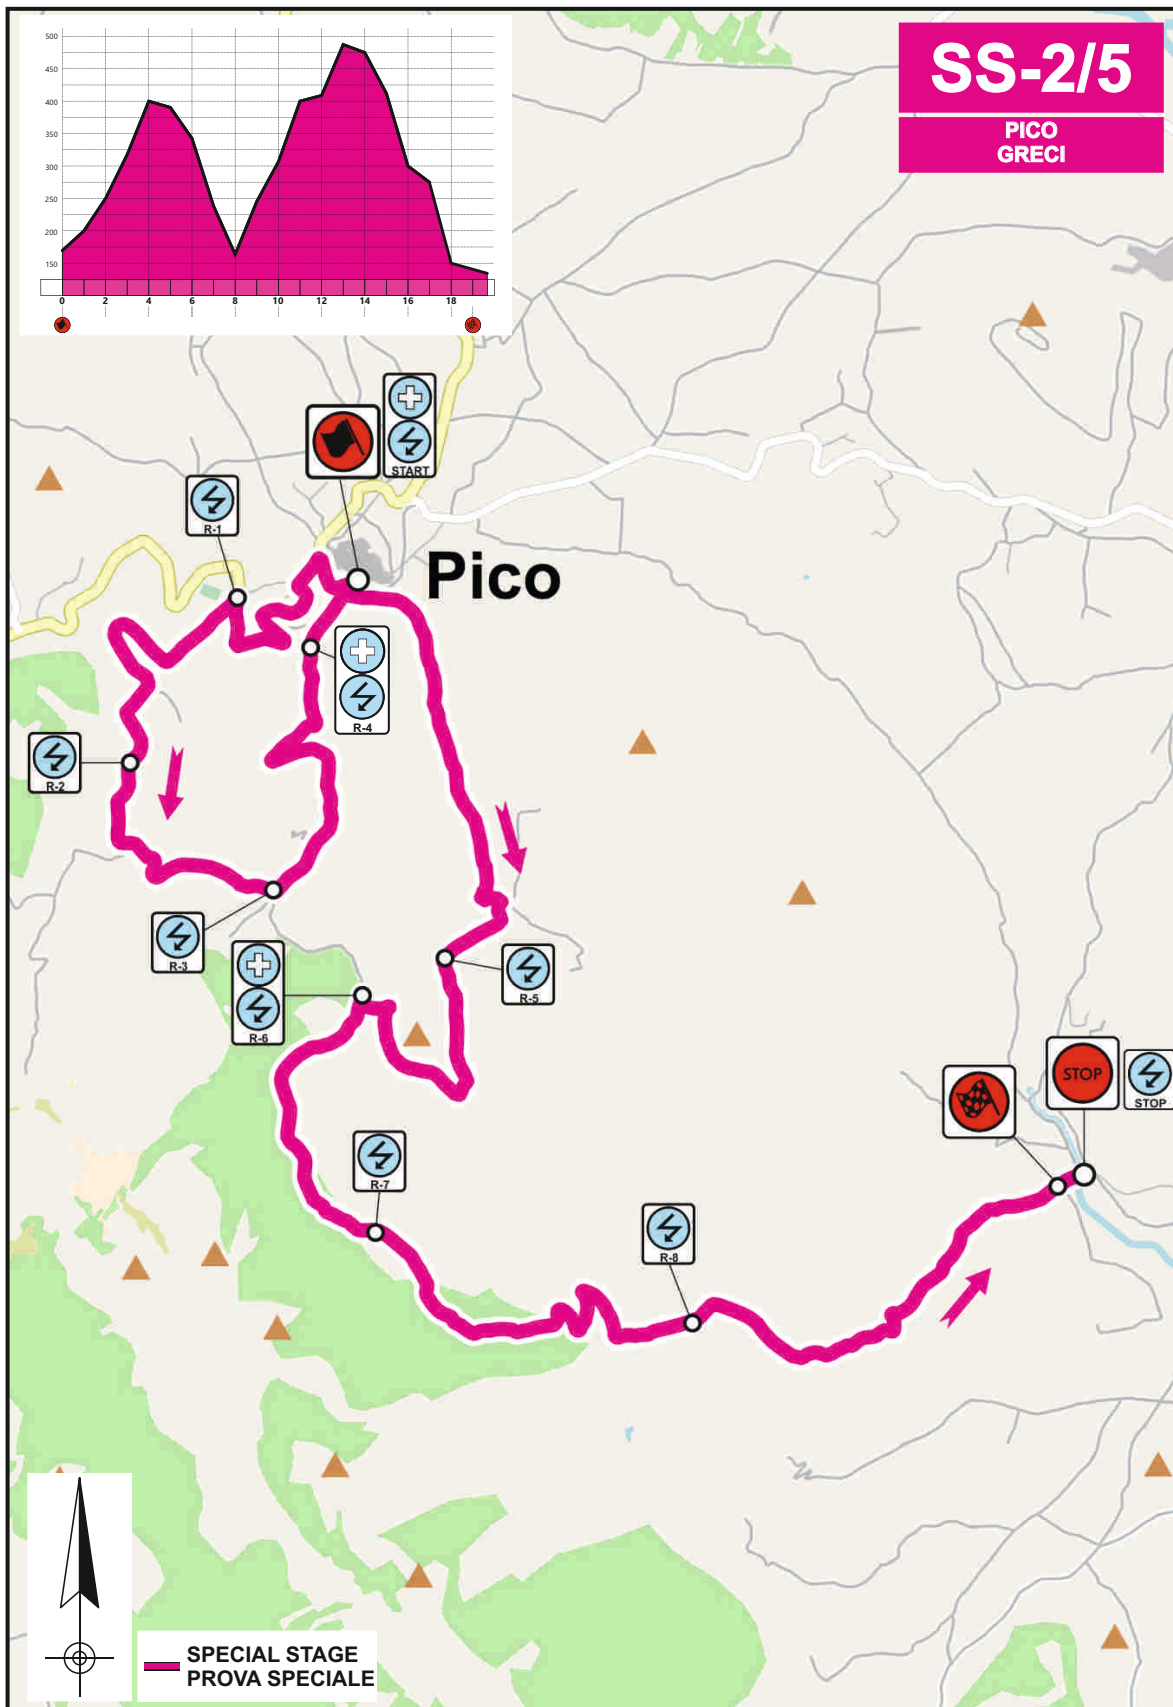 500
450
400
350
300
250
200
150
0 2 4 6 8 10 12 14 16 18
SS-2/5
PICO
GRECI
START
R-1
Pico
R-4
R-2
R-3
R-6
R-5
STOP
STOP
R-7
R-8
SPECIAL STAGE
PROVA SPECIALE